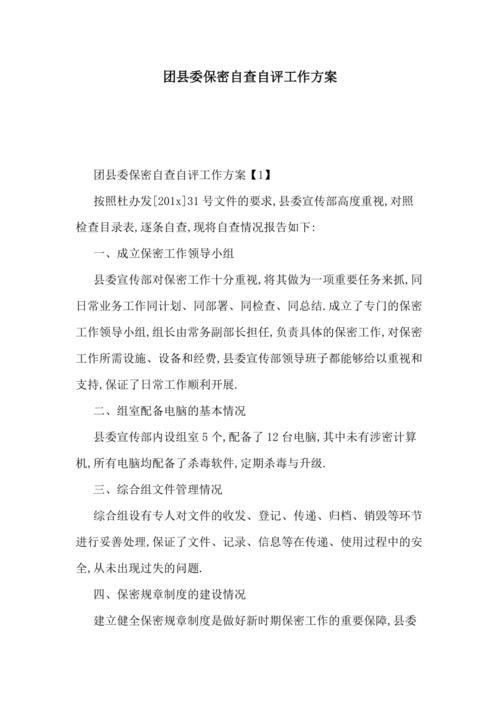 团县委保密自查自评工作方案
团县委保密自查自评工作方案【1】
按照杜办发[201x]31号文件的要求,县委宣传部高度重视,对照
检查目录表,逐条自查,现将自查情况报告如下:
一、成立保密工作领导小组
县委宣传部对保密工作十分重视,将其做为一项重要任务来抓,同
日常业务工作同计划、同部署、同检查、同总结.成立了专门的保密
工作领导小组,组长由常务副部长担任,负责具体的保密工作,对保密
工作所需设施、设备和经费,县委宣传部领导班子都能够给以重视和
支持,保证了日常工作顺利开展.
二、组室配备电脑的基本情况
县委宣传部内设组室5个,配备了12台电脑,其中未有涉密计算
机,所有电脑均配备了杀毒软件,定期杀毒与升级.
三、综合组文件管理情况
综合组设有专人对文件的收发、登记、传递、归档、销毁等环节
进行妥善处理,保证了文件、记录、信息等在传递、使用过程中的安
全,从未出现过失的问题.
四、保密规章制度的建设情况
建立健全保密规章制度是做好新时期保密工作的重要保障,县委